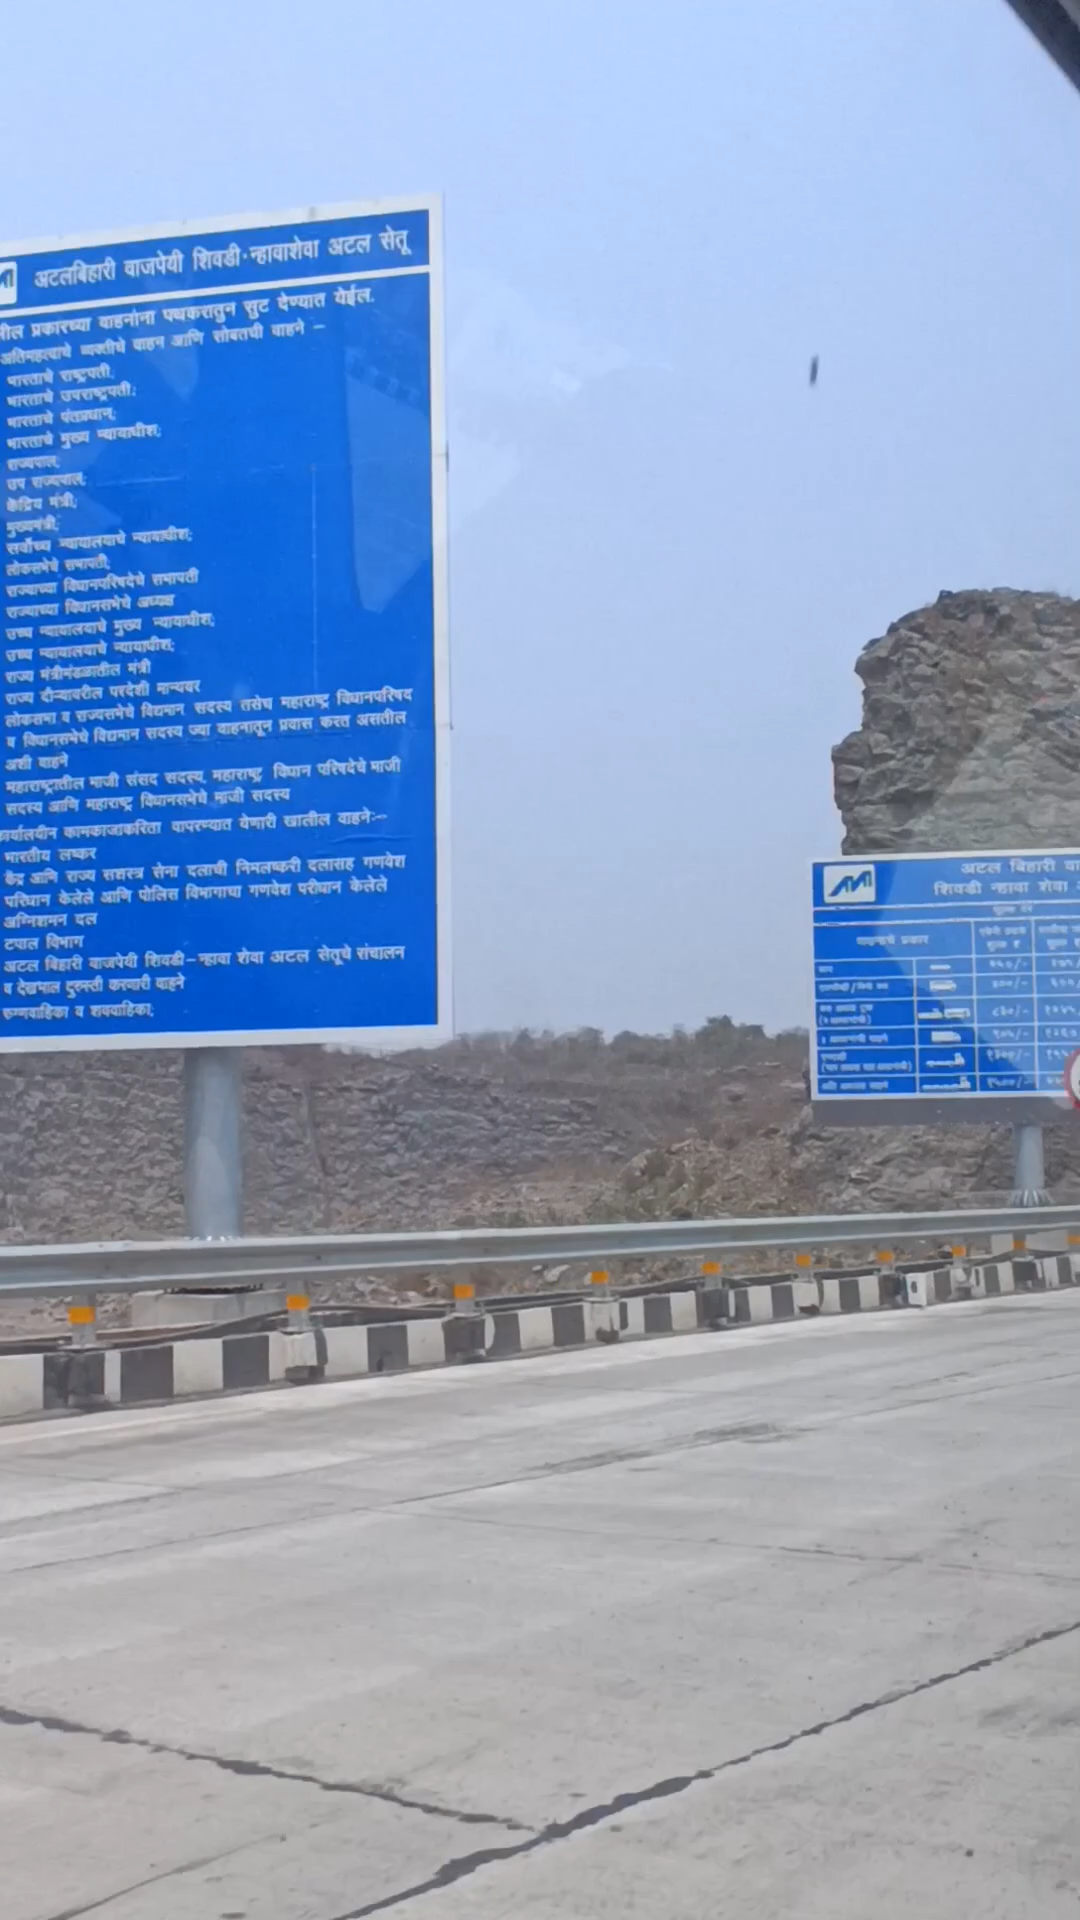 अटलबिहारी वाजपेयी शिवडी-न्हावाशेवा अटल सेतू
प्रकारच्या वाहनांना पथकरातुन सुट देण्यात येईल.
अतिमहत्वाचे व्यक्तीचे वाहन आणि सोबतची वाहने –
भारताचे राष्ट्रपती,
भारताचे उपराष्ट्रपती;
भारताचे पंतप्रधान;
भारताचे मुख्य न्यायाधीश;
राज्यपाल;
उप राज्यपाल;
केंद्रिय मंत्री;
मुख्यमंत्री;
सर्वोच्च न्यायालयाचे न्यायाधीश;
लोकसभेचे सभापती;
राज्याच्या विधानपरिषदेचे सभापती
राज्याच्या विधानसभेचे अध्यक्ष
उच्च न्यायालयाचे मुख्य न्यायाधीश;
उच्च न्यायालयाचे न्यायाधीश;
राज्य मंत्रीमंडळातील मंत्री
राज्य दौऱ्यावरील परदेशी मान्यवर
लोकसभा व राज्यसभेचे विद्यमान सदस्य तसेच महाराष्ट्र विधानपरिषद
व विधानसभेचे विद्यमान सदस्य ज्या वाहनातून प्रवास करत असतील
अशी वाहने
महाराष्ट्रातील माजी संसद सदस्य, महाराष्ट्र विधान परिषदेचे माजी
सदस्य आणि महाराष्ट्र विधानसभेचे माजी सदस्य
कामकाजाकरिता वापरण्यात येणारी खालील वाहने:–
भारतीय लष्कर
केंद्र आणि राज्य सशस्त्र सेना दलाची निमलष्करी दलासह गणवेश
परिधान केलेले आणि पोलिस विभागाचा गणवेश परीधान केलेले
अग्निशमन दल
टपाल विभाग
अटल बिहारी वाजपेयी शिवडी–न्हावा शेवा अटल सेतूचे संचालन
व देखभाल दुरुस्ती करणारी वाहने
रुग्णवाहिका व शववाहिका;
अटल बिहारी
शिवडी न्हावा शेवा
वाहनाचे प्रकार
कार